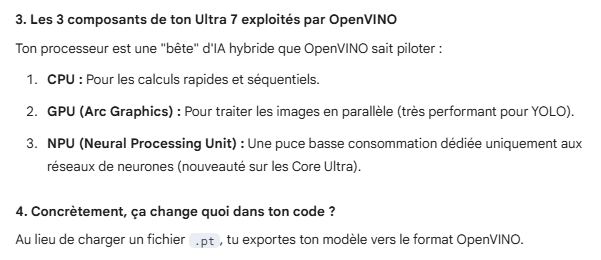 3. Les 3 composants de ton Ultra 7 exploités par OpenVINO
Ton processeur est une "bête" d'IA hybride que OpenVINO sait piloter :
1. CPU : Pour les calculs rapides et séquentiels.
2. GPU (Arc Graphics) : Pour traiter les images en parallèle (très performant pour YOLO).
3. NPU (Neural Processing Unit) : Une puce basse consommation dédiée uniquement aux
réseaux de neurones (nouveauté sur les Core Ultra).
4. Concrètement, ça change quoi dans ton code ?
Au lieu de charger un fichier .pt, tu exportes ton modèle vers le format OpenVINO.